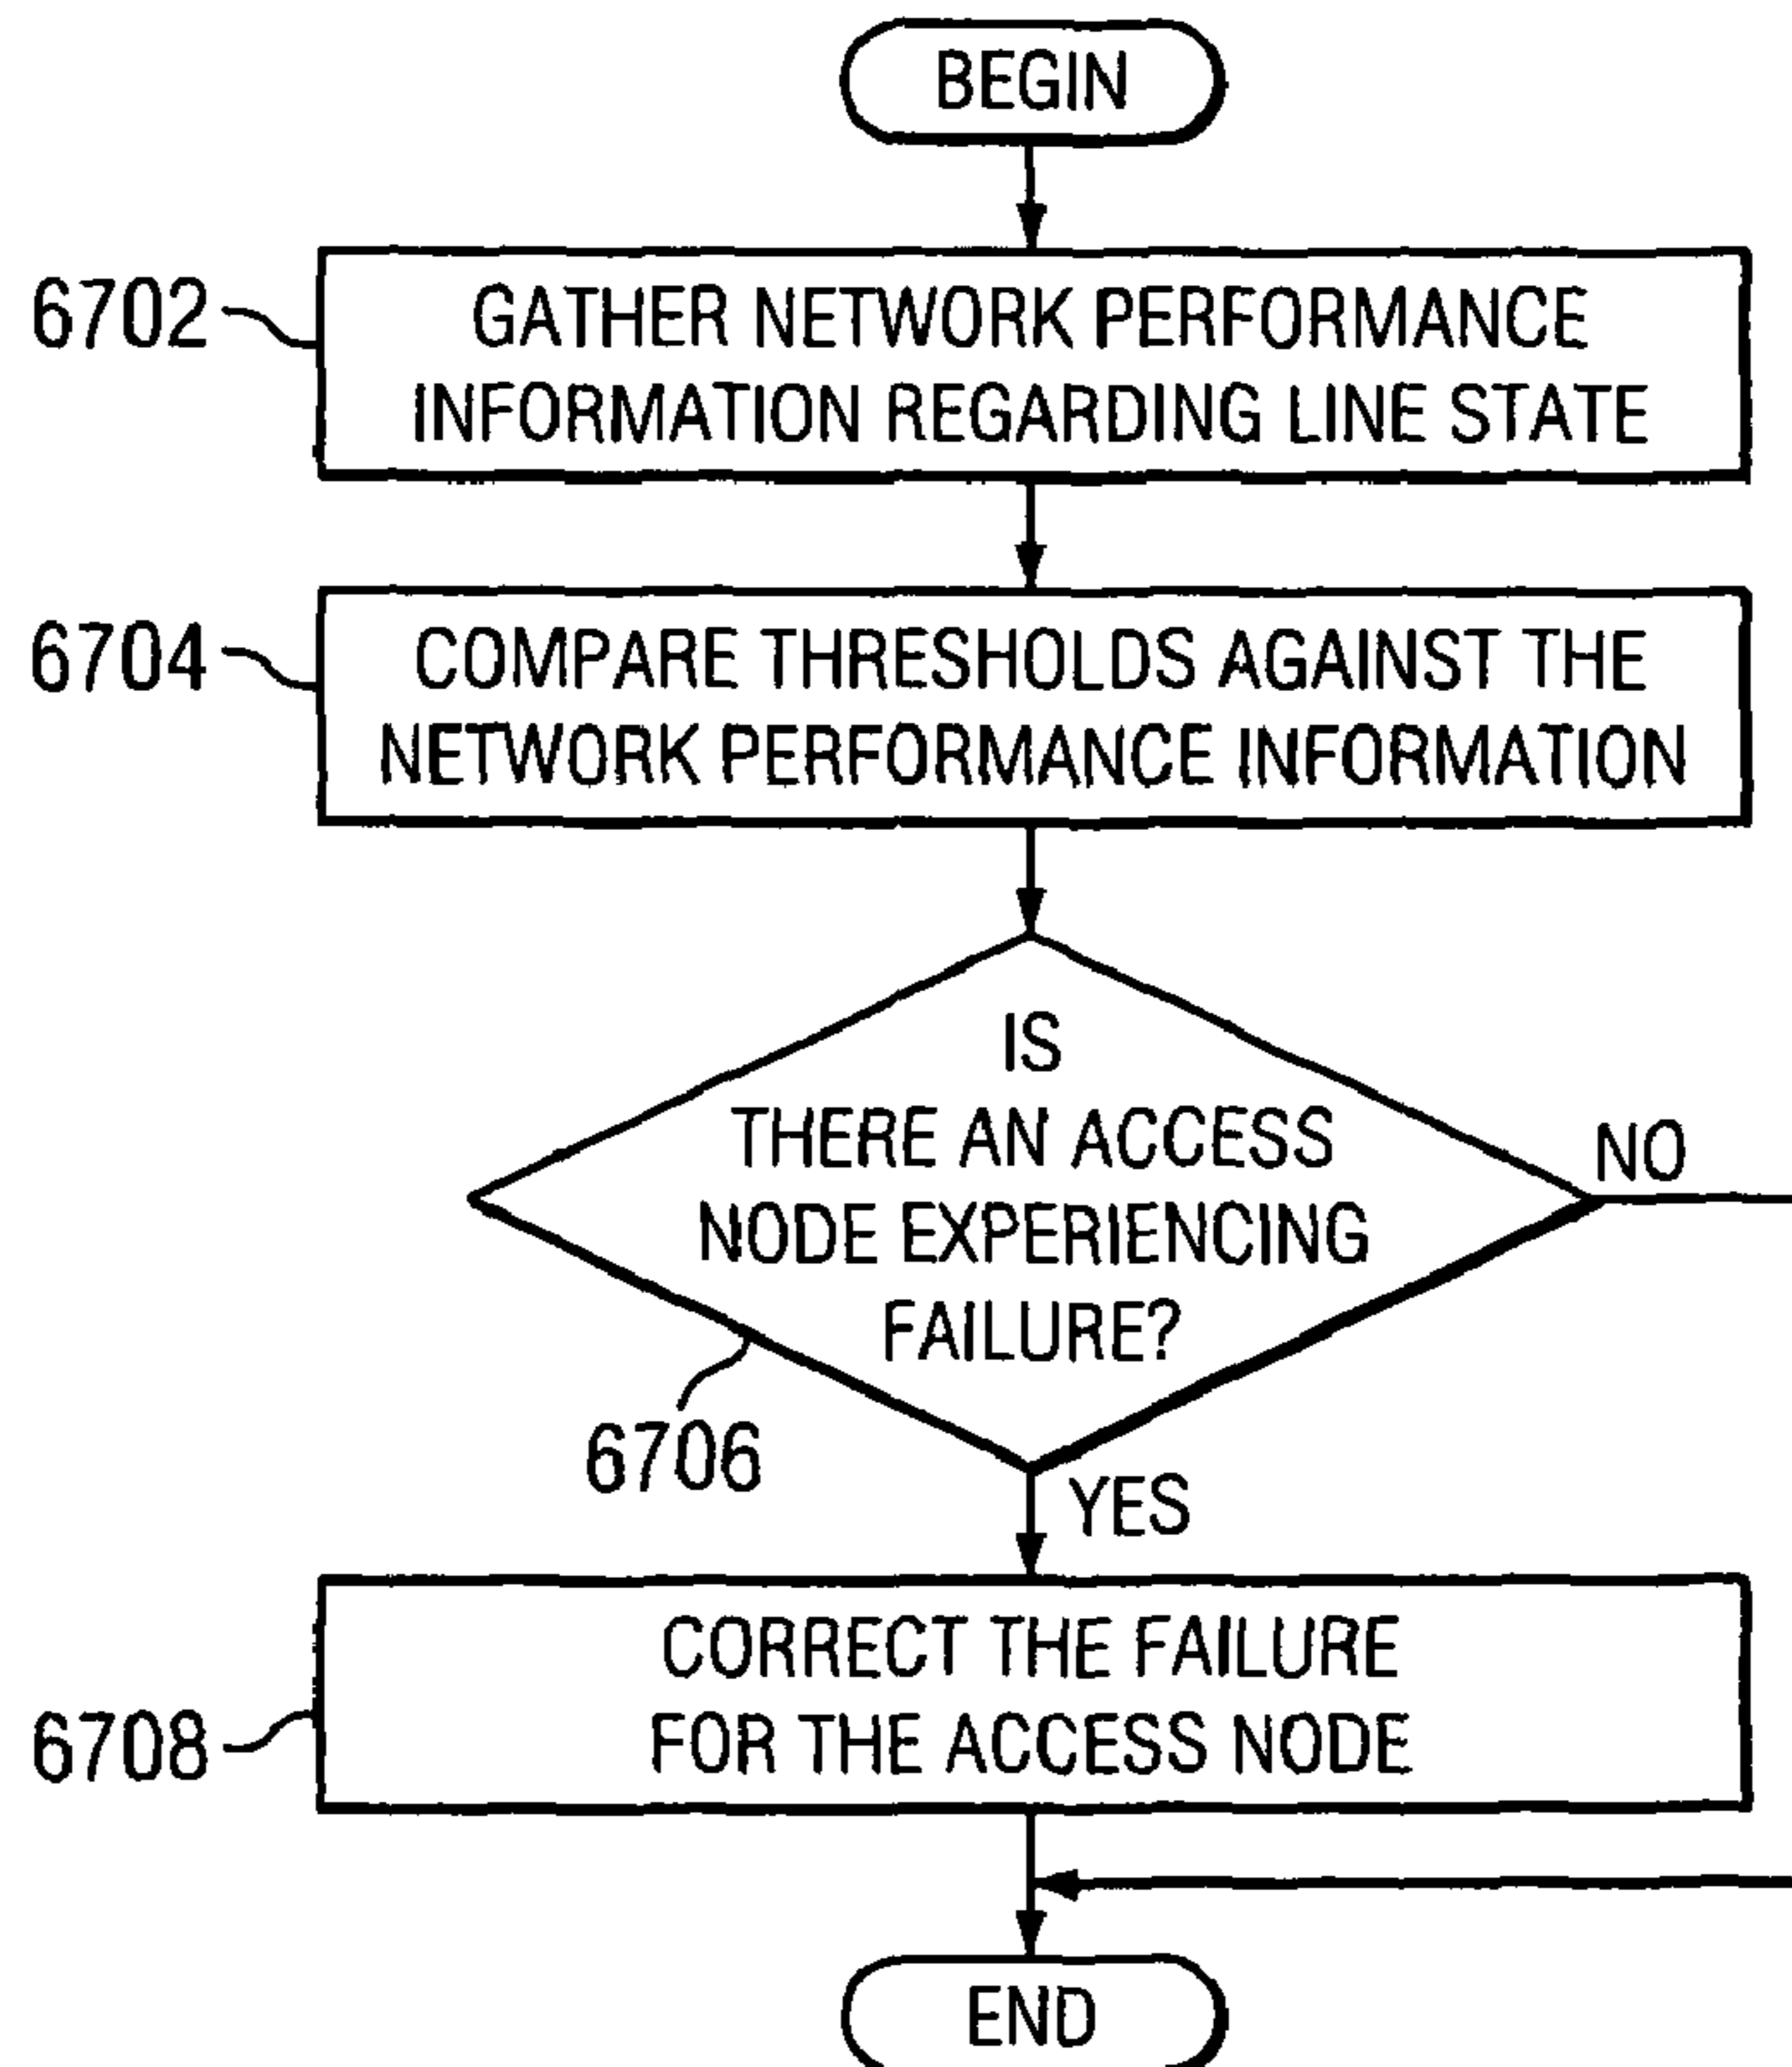 BEGIN
6702
GATHER NETWORK PERFORMANCE
INFORMATION REGARDING LINE STATE
6704
COMPARE THRESHOLDS AGAINST THE
NETWORK PERFORMANCE INFORMATION
IS
THERE AN ACCESS
NODE EXPERIENCING
FAILURE?
NO
6706
YES
CORRECT THE FAILURE
FOR THE ACCESS NODE
6708
END